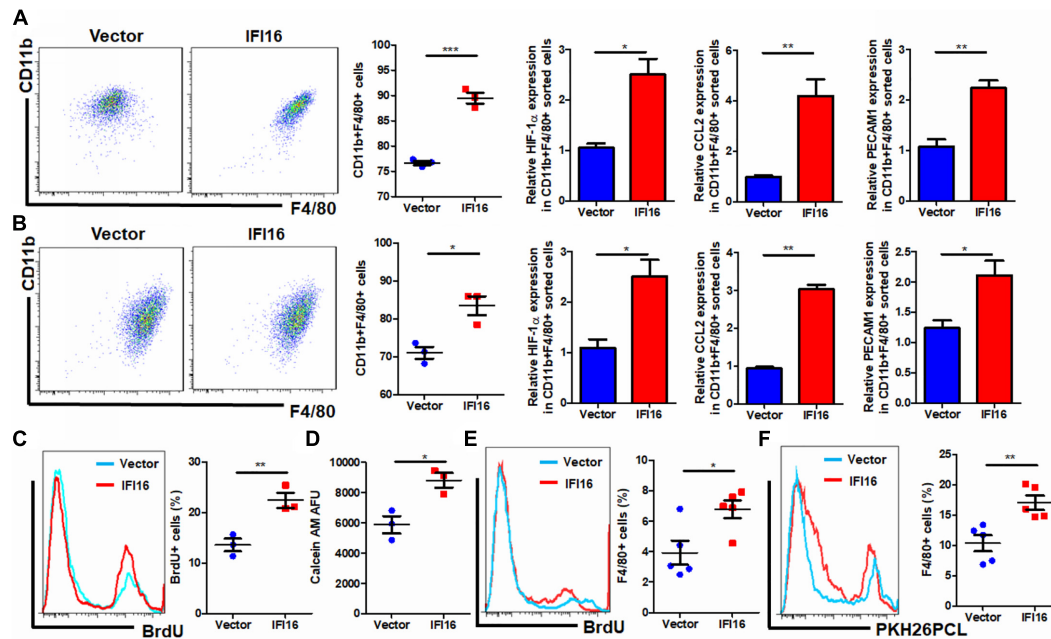 A
Vector
IFI16
CD11b
F4/80
CD11b+F4/80+ cells
100
95
90
85
80
75
70
***
Vector
IFI16
Relative HIF-1α expression
in CD11b+F4/80+ sorted cells
3
2
1
0
*
Vector
IFI16
Relative CCL2 expression
in CD11b+F4/80+ sorted cells
6
4
2
0
**
Vector
IFI16
Relative PECAM1 expression
in CD11b+F4/80+ sorted cells
3
2
1
0
**
Vector
IFI16
B
Vector
IFI16
CD11b
F4/80
CD11b+F4/80+ cells
100
90
80
70
60
*
Vector
IFI16
Relative HIF-1α expression
in CD11b+F4/80+ sorted cells
3
2
1
0
*
Vector
IFI16
Relative CCL2 expression
in CD11b+F4/80+ sorted cells
4
3
2
1
0
**
Vector
IFI16
Relative PECAM1 expression
in CD11b+F4/80+ sorted cells
2.5
2.0
1.5
1.0
0.5
0.0
*
Vector
IFI16
C
Vector
IFI16
BrdU
BrdU+ cells (%)
30
20
10
0
**
Vector
IFI16
D
Calcein AM AFU
10000
8000
6000
4000
2000
0
*
Vector
IFI16
E
Vector
IFI16
BrdU
F4/80+ cells (%)
10
8
6
4
2
0
*
Vector
IFI16
F
Vector
IFI16
PKH26PCL
F4/80+ cells (%)
25
20
15
10
5
0
**
Vector
IFI16